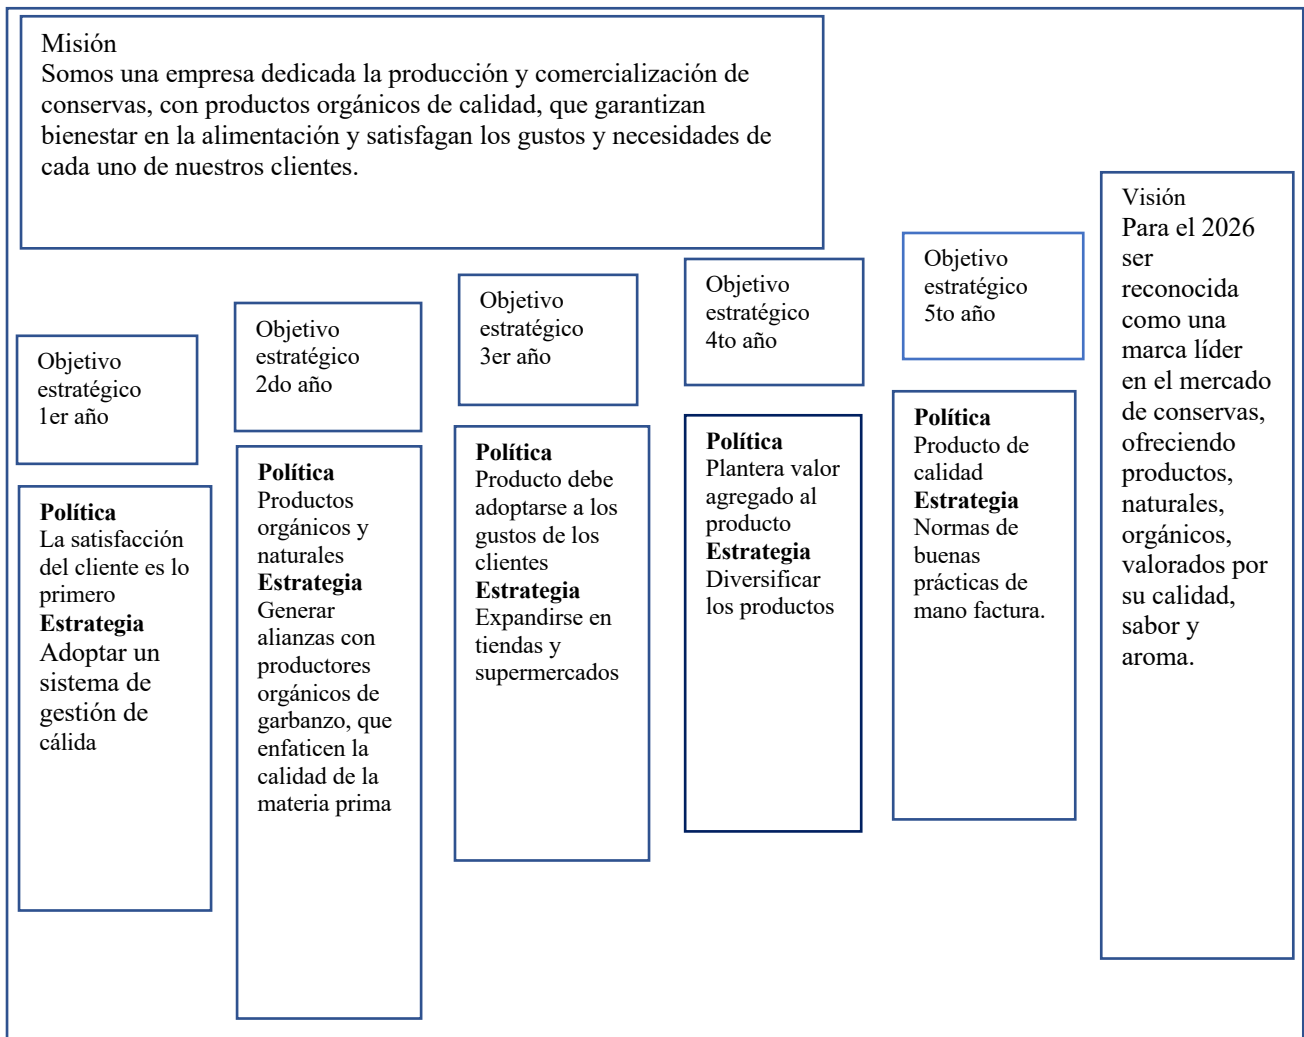 Misión
Somos una empresa dedicada la producción y comercialización de
conservas, con productos orgánicos de calidad, que garantizan
bienestar en la alimentación y satisfagan los gustos y necesidades de
cada uno de nuestros clientes.
Objetivo
estratégico
1er año
Política
La satisfacción
del cliente es lo
primero
Estrategia
Adoptar un
sistema de
gestión de
cálida
Objetivo
estratégico
2do año
Política
Productos
orgánicos y
naturales
Estrategia
Generar
alianzas con
productores
orgánicos de
garbanzo, que
enfaticen la
calidad de la
materia prima
Objetivo
estratégico
3er año
Política
Producto debe
adoptarse a los
gustos de los
clientes
Estrategia
Expandirse en
tiendas y
supermercados
Objetivo
estratégico
4to año
Política
Plantera valor
agregado al
producto
Estrategia
Diversificar
los productos
Objetivo
estratégico
5to año
Política
Producto de
calidad
Estrategia
Normas de
buenas
prácticas de
mano factura.
Visión
Para el 2026
ser
reconocida
como una
marca líder
en el mercado
de conservas,
ofreciendo
productos,
naturales,
orgánicos,
valorados por
su calidad,
sabor y
aroma.